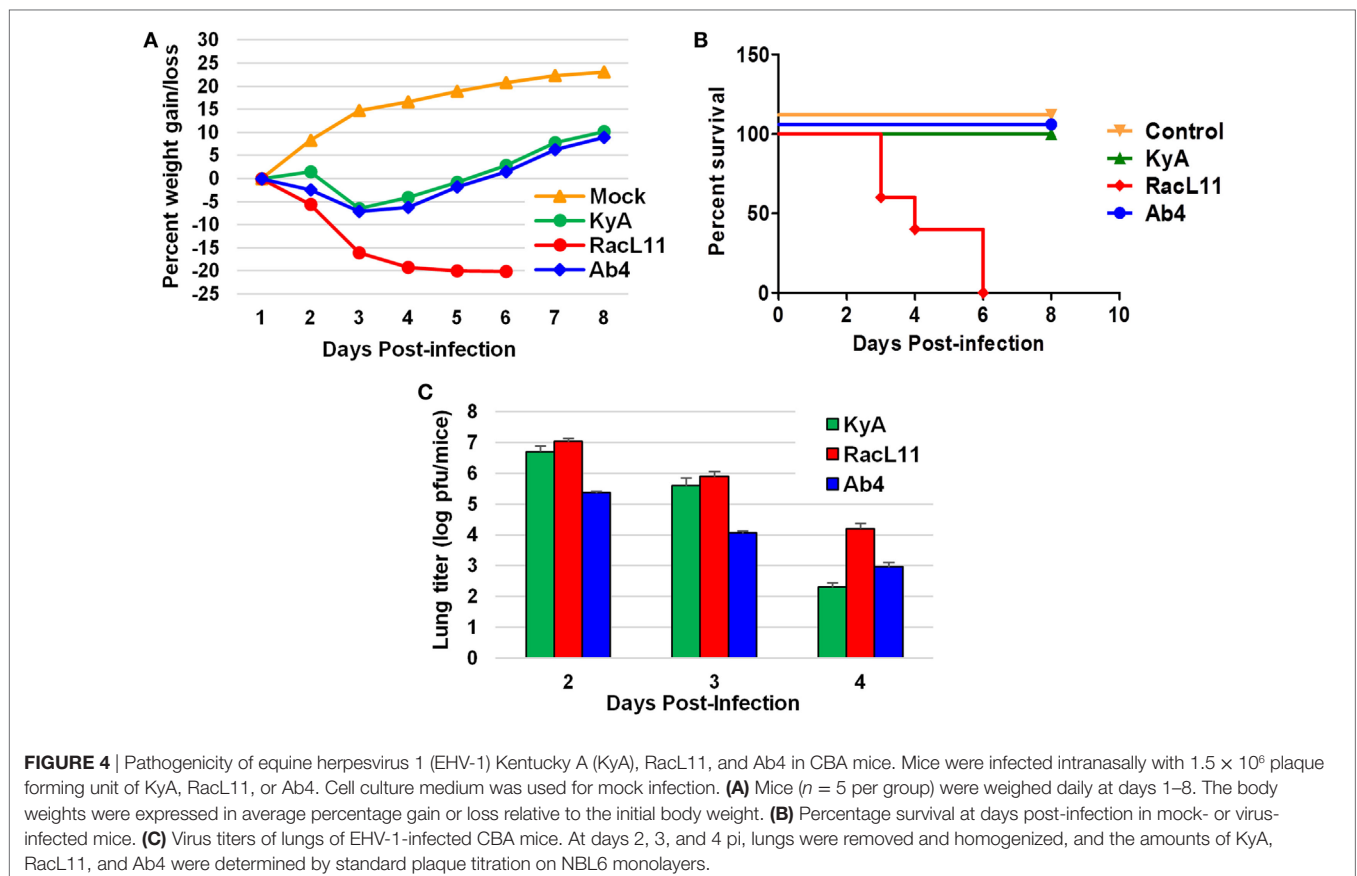 A
30
25
20
15
10
5
0
-5
-10
-15
-20
-25
Percent weight gain/loss
1 2 3 4 5 6 7 8
Days Post-infection
Mock
KyA
RacL11
Ab4
B
150
100
50
0
Percent survival
0 2 4 6 8 10
Days Post-infection
Control
KyA
RacL11
Ab4
C
8
7
6
5
4
3
2
1
0
Lung titer (log pfu/mice)
2 3 4
Days Post-Infection
KyA
RacL11
Ab4
FIGURE 4 | Pathogenicity of equine herpesvirus 1 (EHV-1) Kentucky A (KyA), RacL11, and Ab4 in CBA mice. Mice were infected intranasally with 1.5 × 10⁶ plaque
forming unit of KyA, RacL11, or Ab4. Cell culture medium was used for mock infection. (A) Mice (n = 5 per group) were weighed daily at days 1–8. The body
weights were expressed in average percentage gain or loss relative to the initial body weight. (B) Percentage survival at days post-infection in mock- or virus-
infected mice. (C) Virus titers of lungs of EHV-1-infected CBA mice. At days 2, 3, and 4 pi, lungs were removed and homogenized, and the amounts of KyA,
RacL11, and Ab4 were determined by standard plaque titration on NBL6 monolayers.